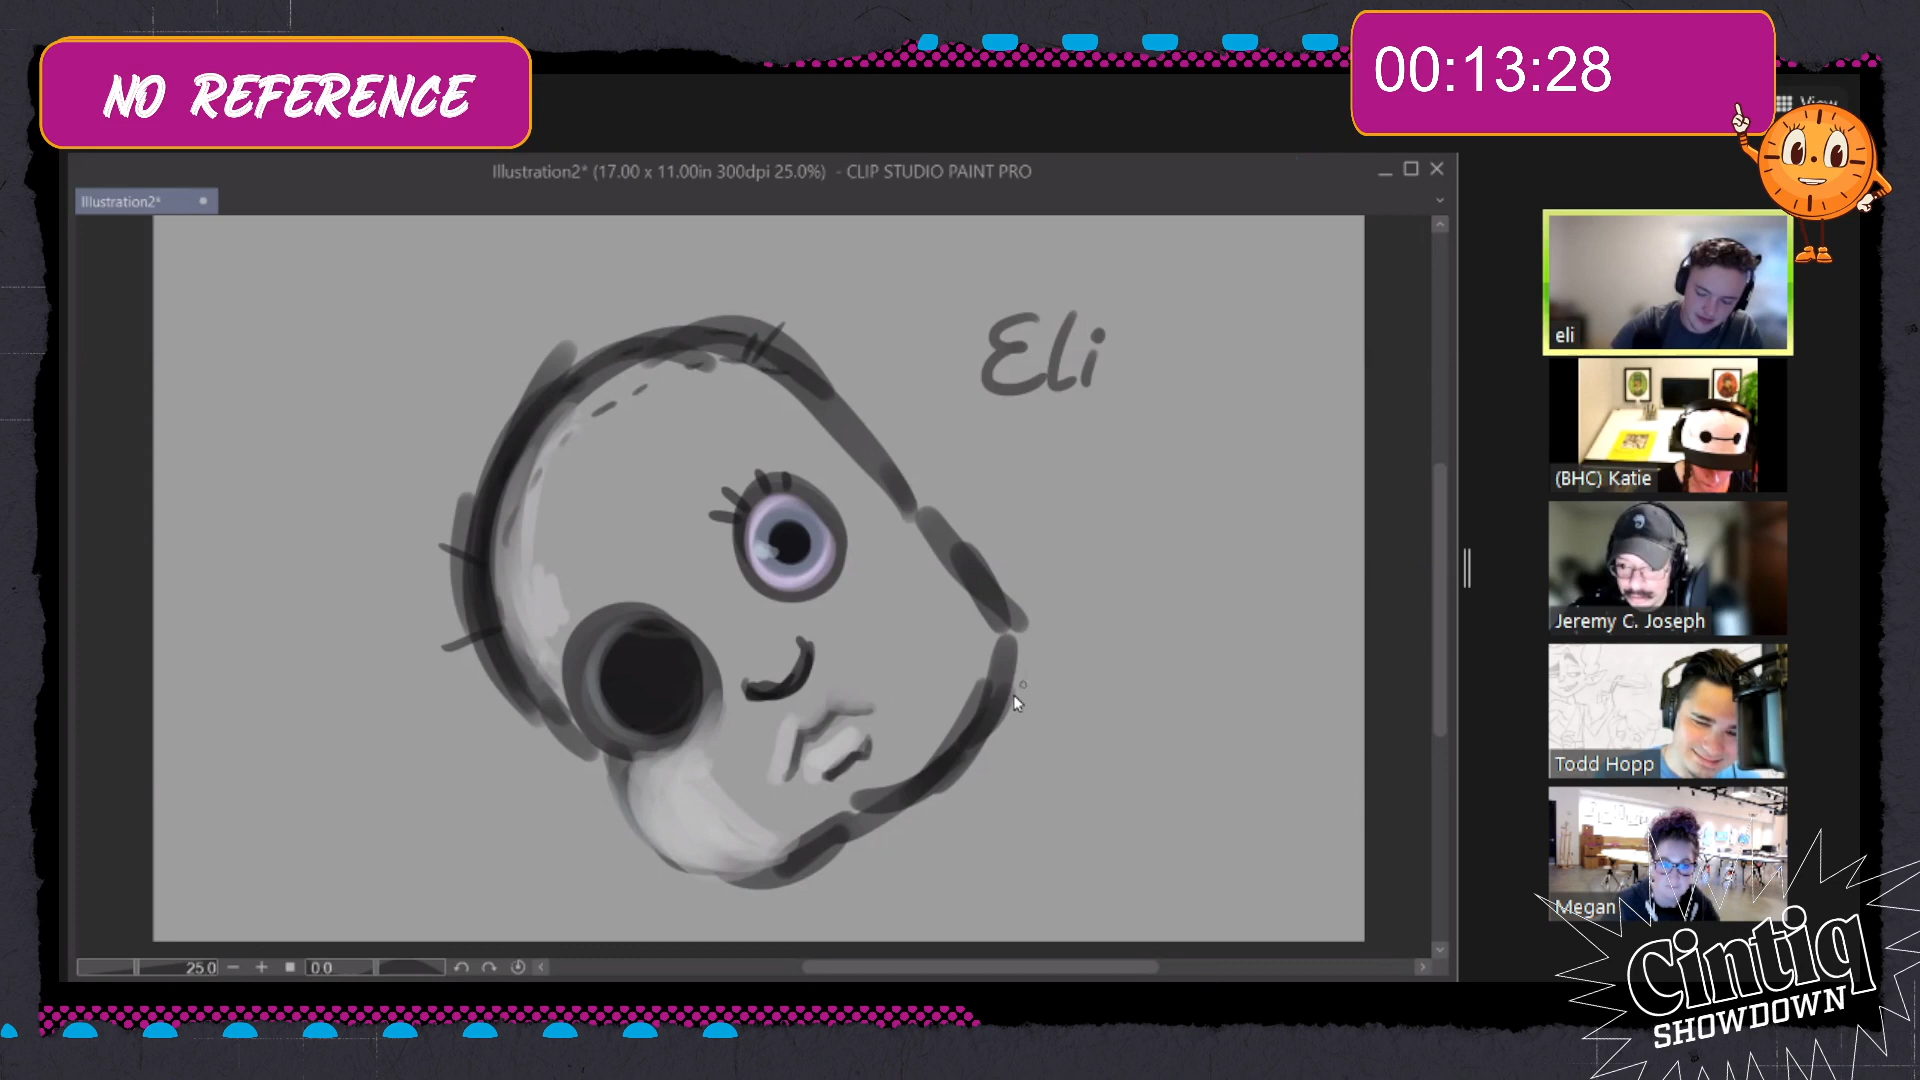 NO REFERENCE
00:13:28
View
Illustration2* (17.00 x 11.00in 300dpi 25.0%) - CLIP STUDIO PAINT PRO
Illustration2*
Eli
eli
(BHC) Katie
Jeremy C. Joseph
Todd Hopp
Megan
25.0
0.0
Cintiq
SHOWDOWN